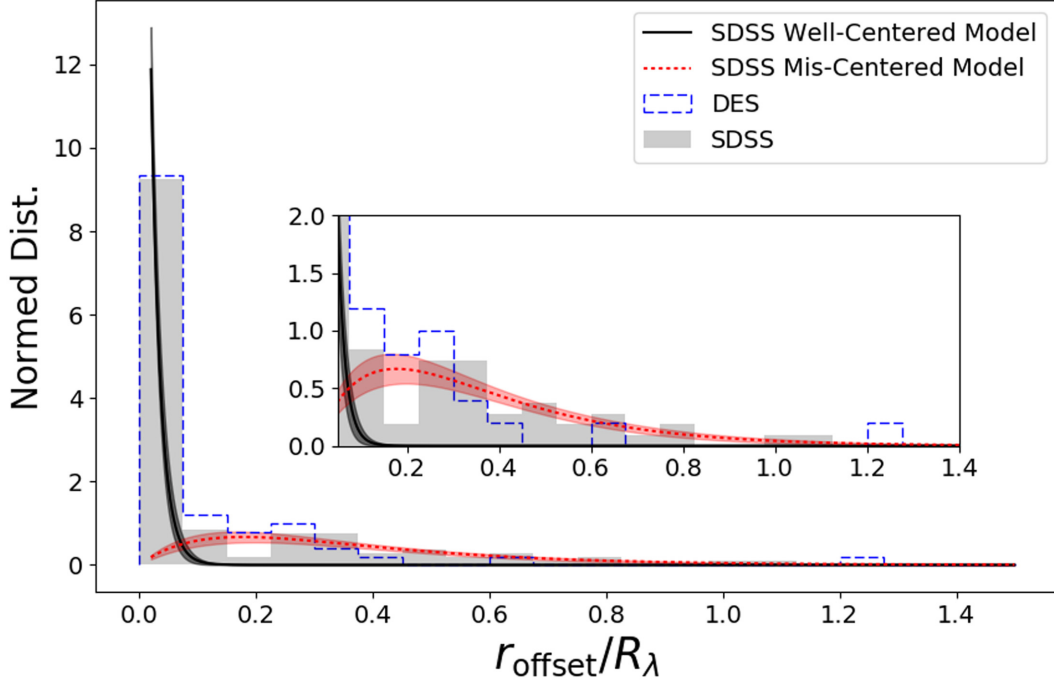 SDSS Well-Centered Model
SDSS Mis-Centered Model
DES
SDSS
Normed Dist.
12
10
8
6
4
2
0
2.0
1.5
1.0
0.5
0.0
0.2 0.4 0.6 0.8 1.0 1.2 1.4
0.0 0.2 0.4 0.6 0.8 1.0 1.2 1.4
r_offset/R_λ